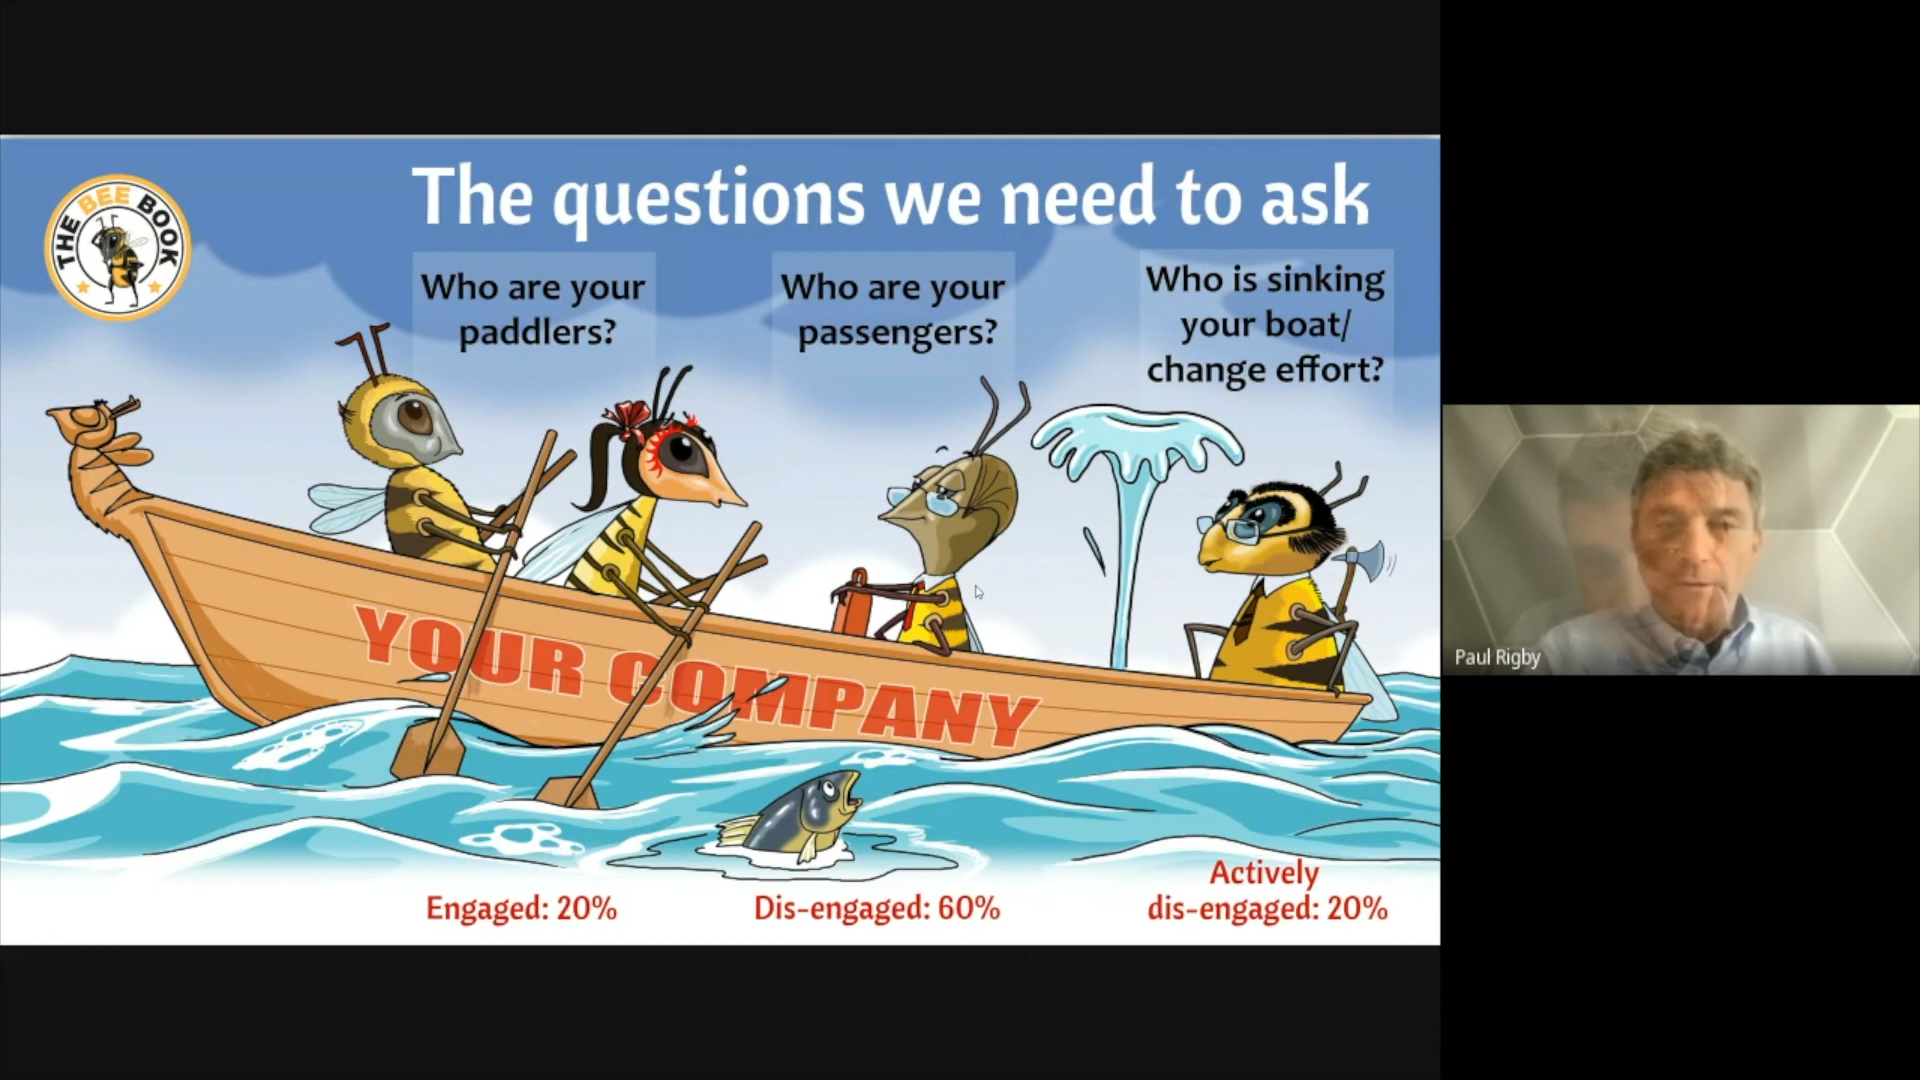 THE BEE BOOK
The questions we need to ask
Who are your
paddlers?
Who are your
passengers?
Who is sinking
your boat/
change effort?
YOUR COMPANY
Engaged: 20%
Dis-engaged: 60%
Actively
dis-engaged: 20%
Paul Rigby